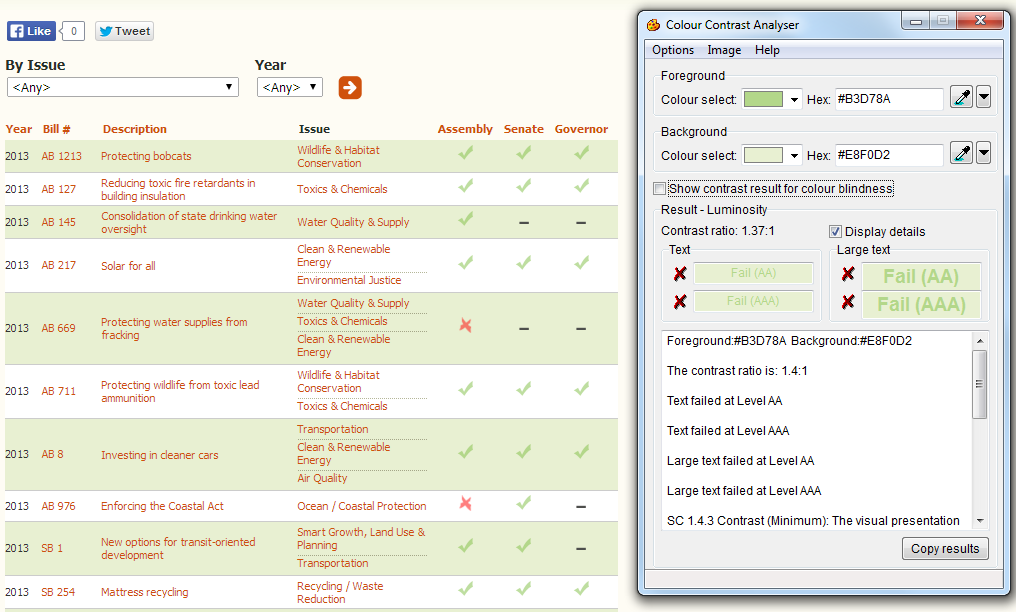 Like 0 Tweet
By Issue Year
<Any> <Any>
Year Bill # Description Issue Assembly Senate Governor
2013 AB 1213 Protecting bobcats Wildlife & Habitat
Conservation
2013 AB 127 Reducing toxic fire retardants in
building insulation Toxics & Chemicals
2013 AB 145 Consolidation of state drinking water
oversight Water Quality & Supply – –
2013 AB 217 Solar for all Clean & Renewable
Energy
Environmental Justice
2013 AB 669 Protecting water supplies from
fracking Water Quality & Supply
Toxics & Chemicals
Clean & Renewable
Energy – –
2013 AB 711 Protecting wildlife from toxic lead
ammunition Wildlife & Habitat
Conservation
Toxics & Chemicals
2013 AB 8 Investing in cleaner cars Transportation
Clean & Renewable
Energy
Air Quality
2013 AB 976 Enforcing the Coastal Act Ocean / Coastal Protection –
2013 SB 1 New options for transit-oriented
development Smart Growth, Land Use &
Planning
Transportation –
2013 SB 254 Mattress recycling Recycling / Waste
Reduction
Colour Contrast Analyser
Options Image Help
Foreground
Colour select: Hex: #B3D78A
Background
Colour select: Hex: #E8F0D2
Show contrast result for colour blindness
Result - Luminosity
Contrast ratio: 1.37:1 Display details
Text Large text
Fail (AA) Fail (AA)
Fail (AAA) Fail (AAA)
Foreground:#B3D78A Background:#E8F0D2
The contrast ratio is: 1.4:1
Text failed at Level AA
Text failed at Level AAA
Large text failed at Level AA
Large text failed at Level AAA
SC 1.4.3 Contrast (Minimum): The visual presentation
Copy results